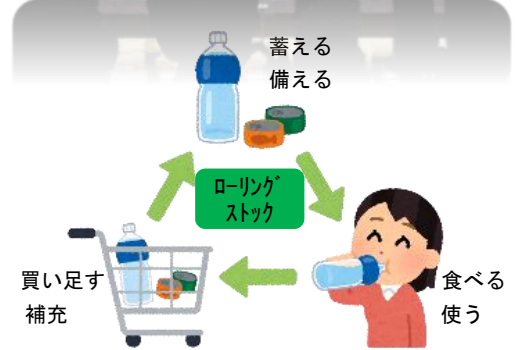 蓄える
備える
ﾛｰﾘﾝｸﾞ
ｽﾄｯｸ
食べる
使う
買い足す
補充